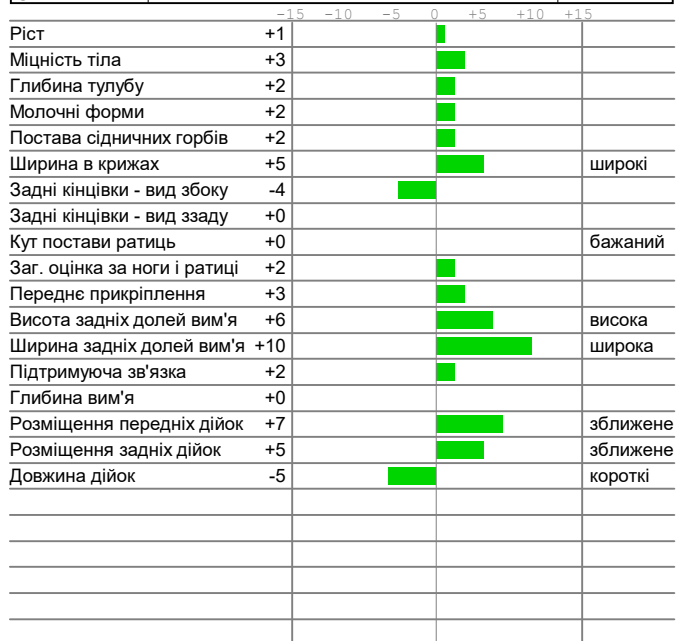 -15 -10 -5 0 +5 +10 +15
Ріст +1
Міцність тіла +3
Глибина тулубу +2
Молочні форми +2
Постава сідничних горбів +2
Ширина в крижах +5 широкі
Задні кінцівки - вид збоку -4
Задні кінцівки - вид ззаду +0
Кут постави ратиць +0 бажаний
Заг. оцінка за ноги і ратиці +2
Переднє прикріплення +3
Висота задніх долей вим'я +6 висока
Ширина задніх долей вим'я +10 широка
Підтримуюча зв'язка +2
Глибина вим'я +0
Розміщення передніх дійок +7 зближене
Розміщення задніх дійок +5 зближене
Довжина дійок -5 короткі